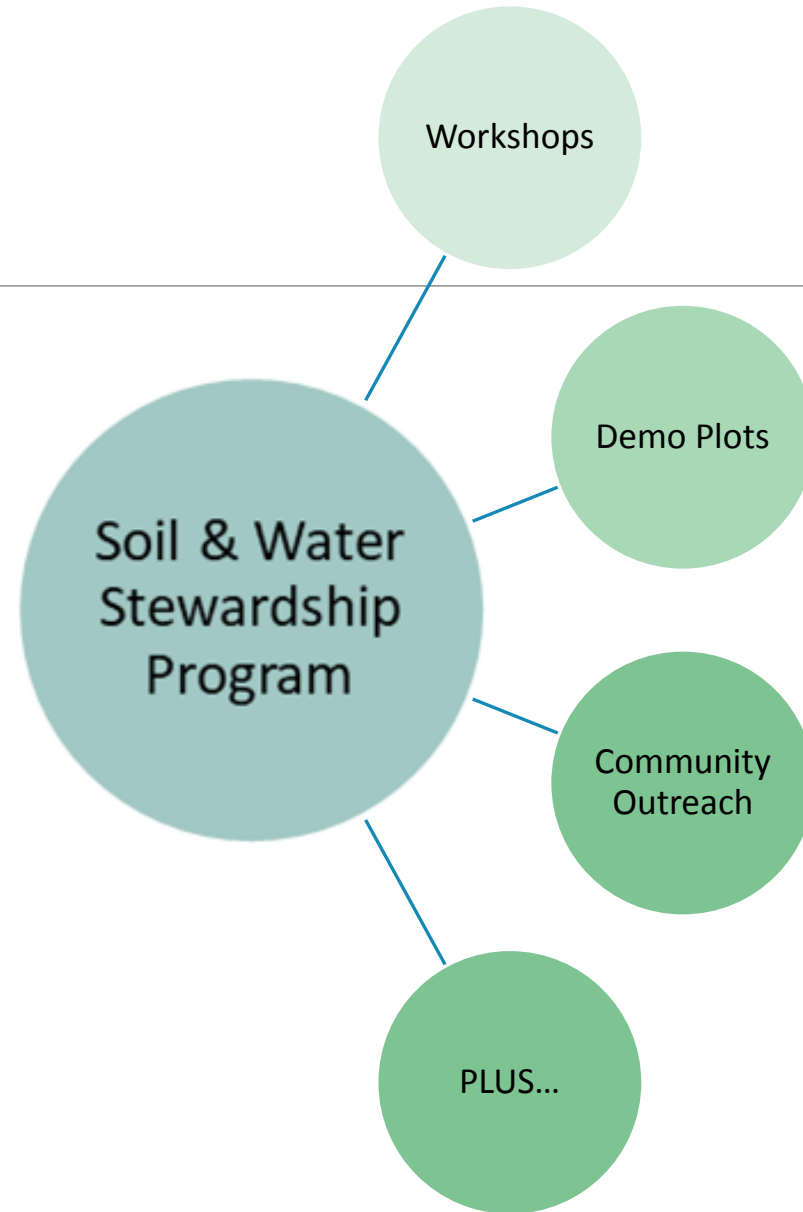 Workshops
Demo Plots
Soil & Water
Stewardship
Program
Community
Outreach
PLUS...